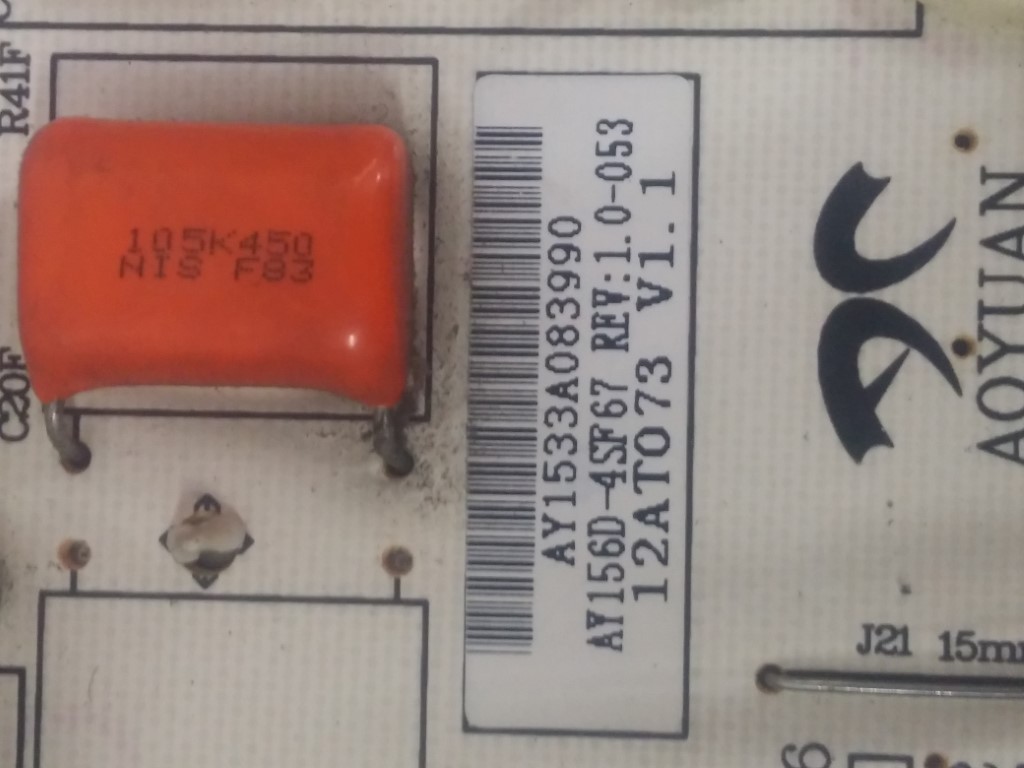 R41F
105K450
NIS F83
C20F
AY1533A083990
AY156D-4SF67 REV:1.0-053
12AT073 V1.1
AOYUAN
J21 15m